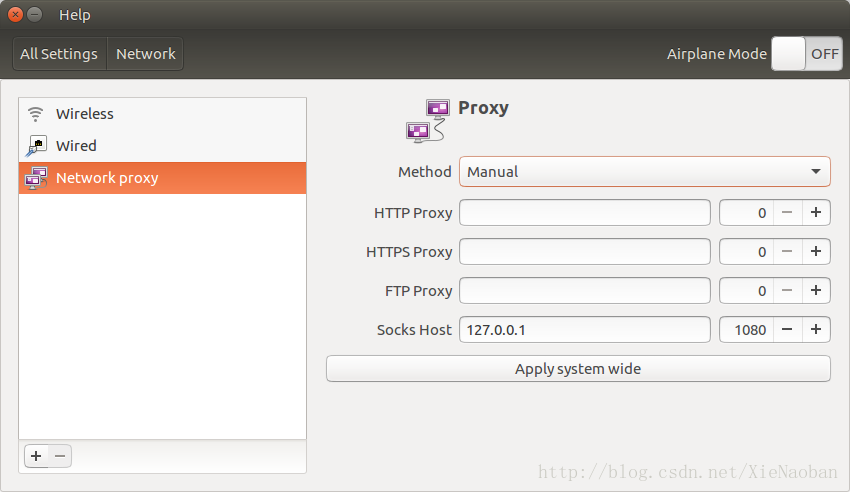 Help
All Settings Network Airplane Mode OFF
Wireless
Wired
Network proxy
Proxy
Method Manual
HTTP Proxy 0 − +
HTTPS Proxy 0 − +
FTP Proxy 0 − +
Socks Host 127.0.0.1 1080 − +
Apply system wide
+ −
http://blog.csdn.net/XieNaoban